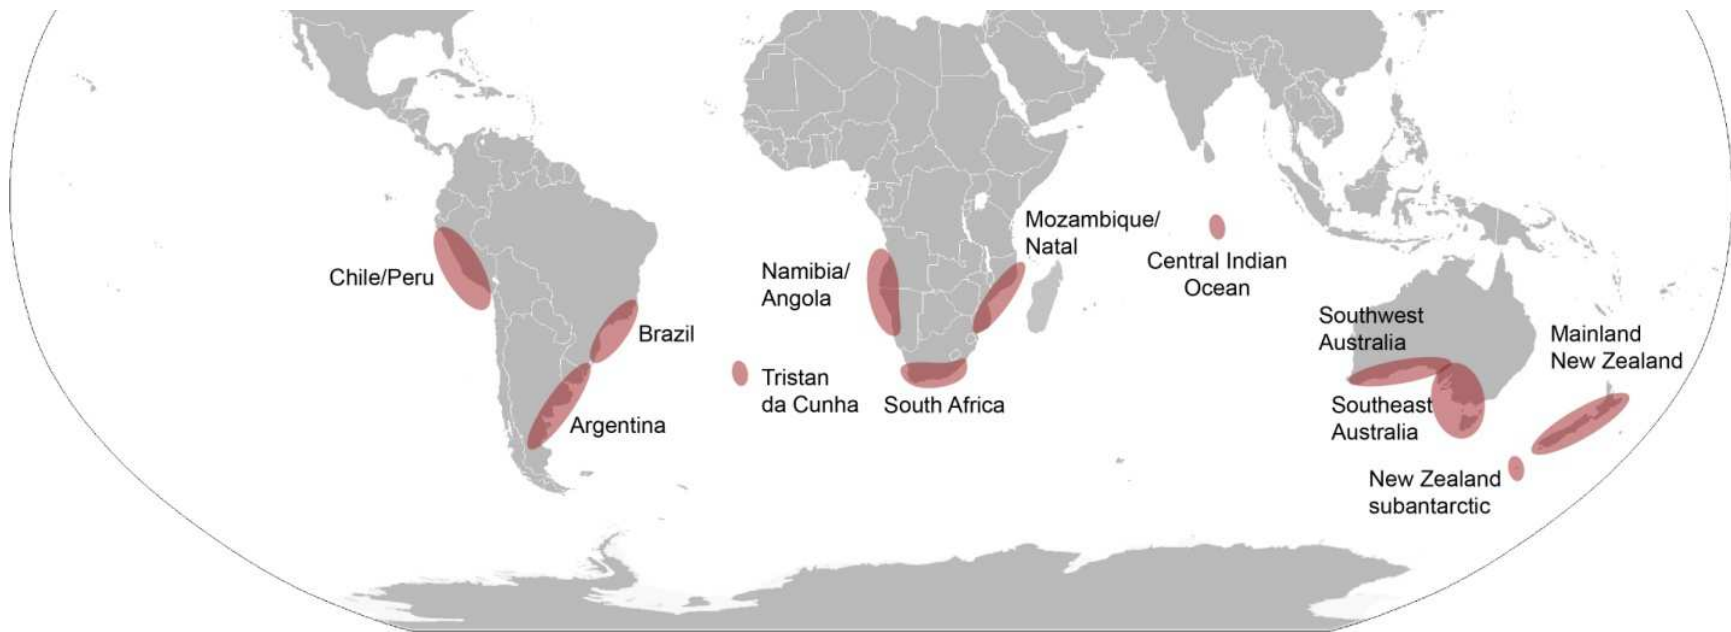 Chile/Peru
Brazil
Argentina
Tristan
da Cunha
Namibia/
Angola
South Africa
Mozambique/
Natal
Central Indian
Ocean
Southwest
Australia
Southeast
Australia
Mainland
New Zealand
New Zealand
subantarctic